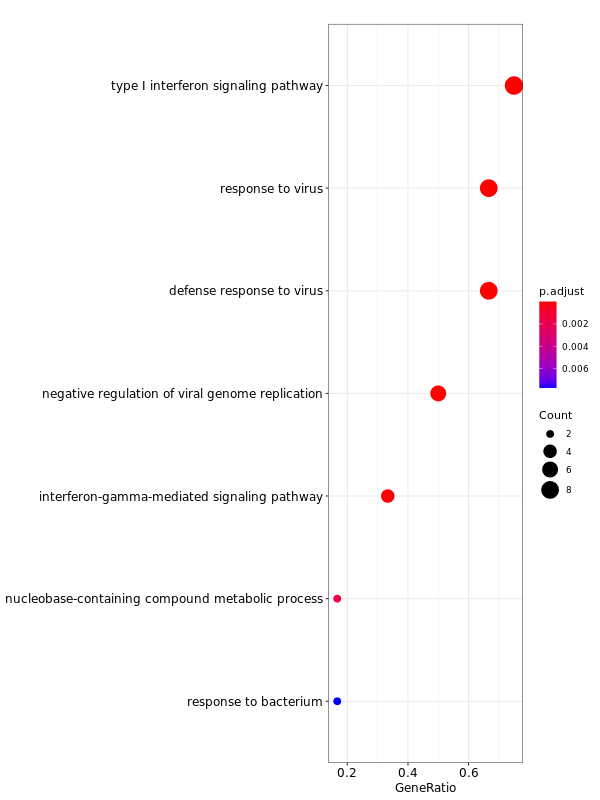 type I interferon signaling pathway
response to virus
defense response to virus
negative regulation of viral genome replication
interferon-gamma-mediated signaling pathway
nucleobase-containing compound metabolic process
response to bacterium
0.2 0.4 0.6
GeneRatio
p.adjust
0.002
0.004
0.006
Count
2
4
6
8